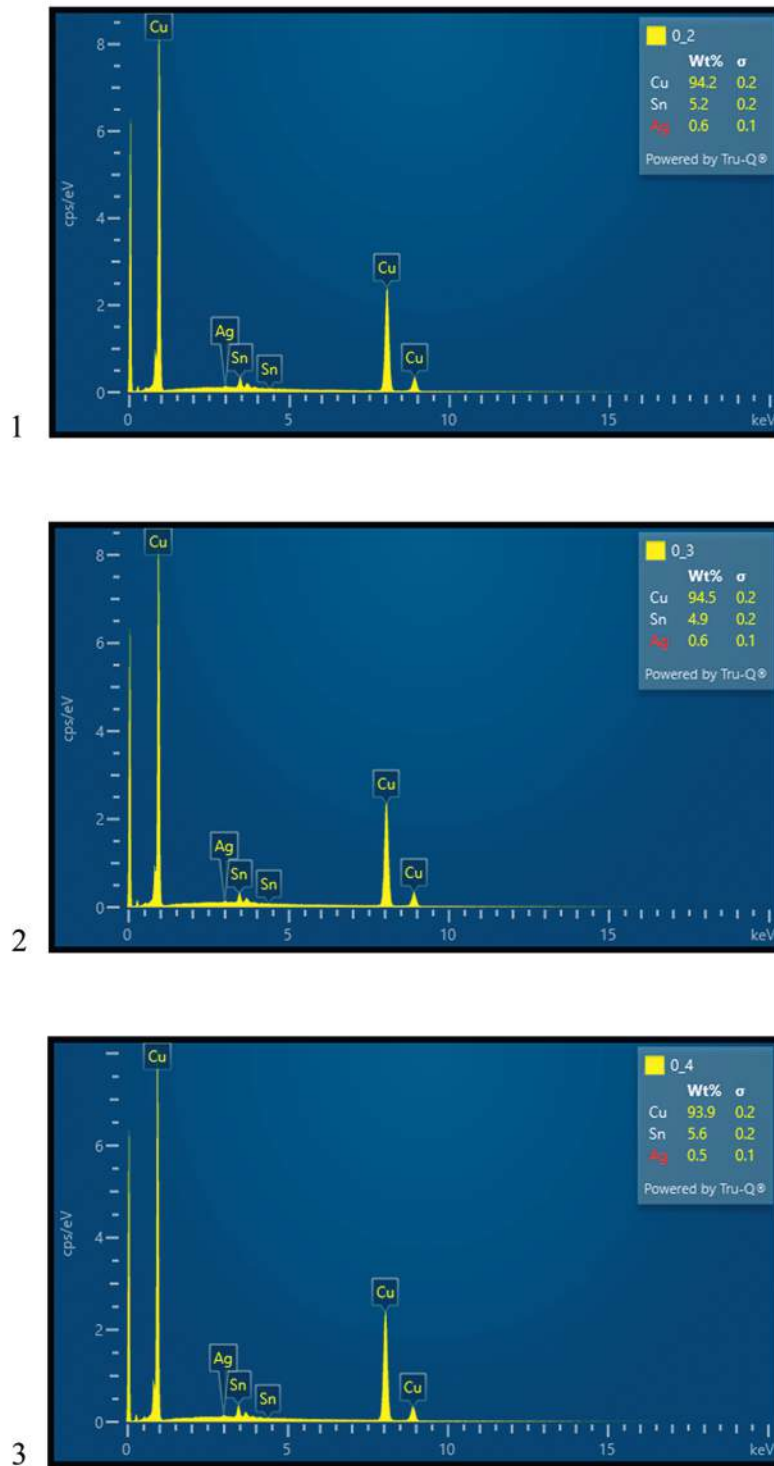 Cu
0_2
Wt% σ
Cu 94.2 0.2
Sn 5.2 0.2
Ag 0.6 0.1
Powered by Tru-Q®
8
6
cps/eV
4
Cu
2
Ag
Sn Sn Cu
0
0 5 10 15 keV
1
Cu
0_3
Wt% σ
Cu 94.5 0.2
Sn 4.9 0.2
Ag 0.6 0.1
Powered by Tru-Q®
8
6
cps/eV
4
Cu
2
Ag
Sn Sn Cu
0
0 5 10 15 keV
2
Cu
0_4
Wt% σ
Cu 93.9 0.2
Sn 5.6 0.2
Ag 0.5 0.1
Powered by Tru-Q®
6
cps/eV
4
Cu
2
Ag
Sn Sn Cu
0
0 5 10 15 keV
3